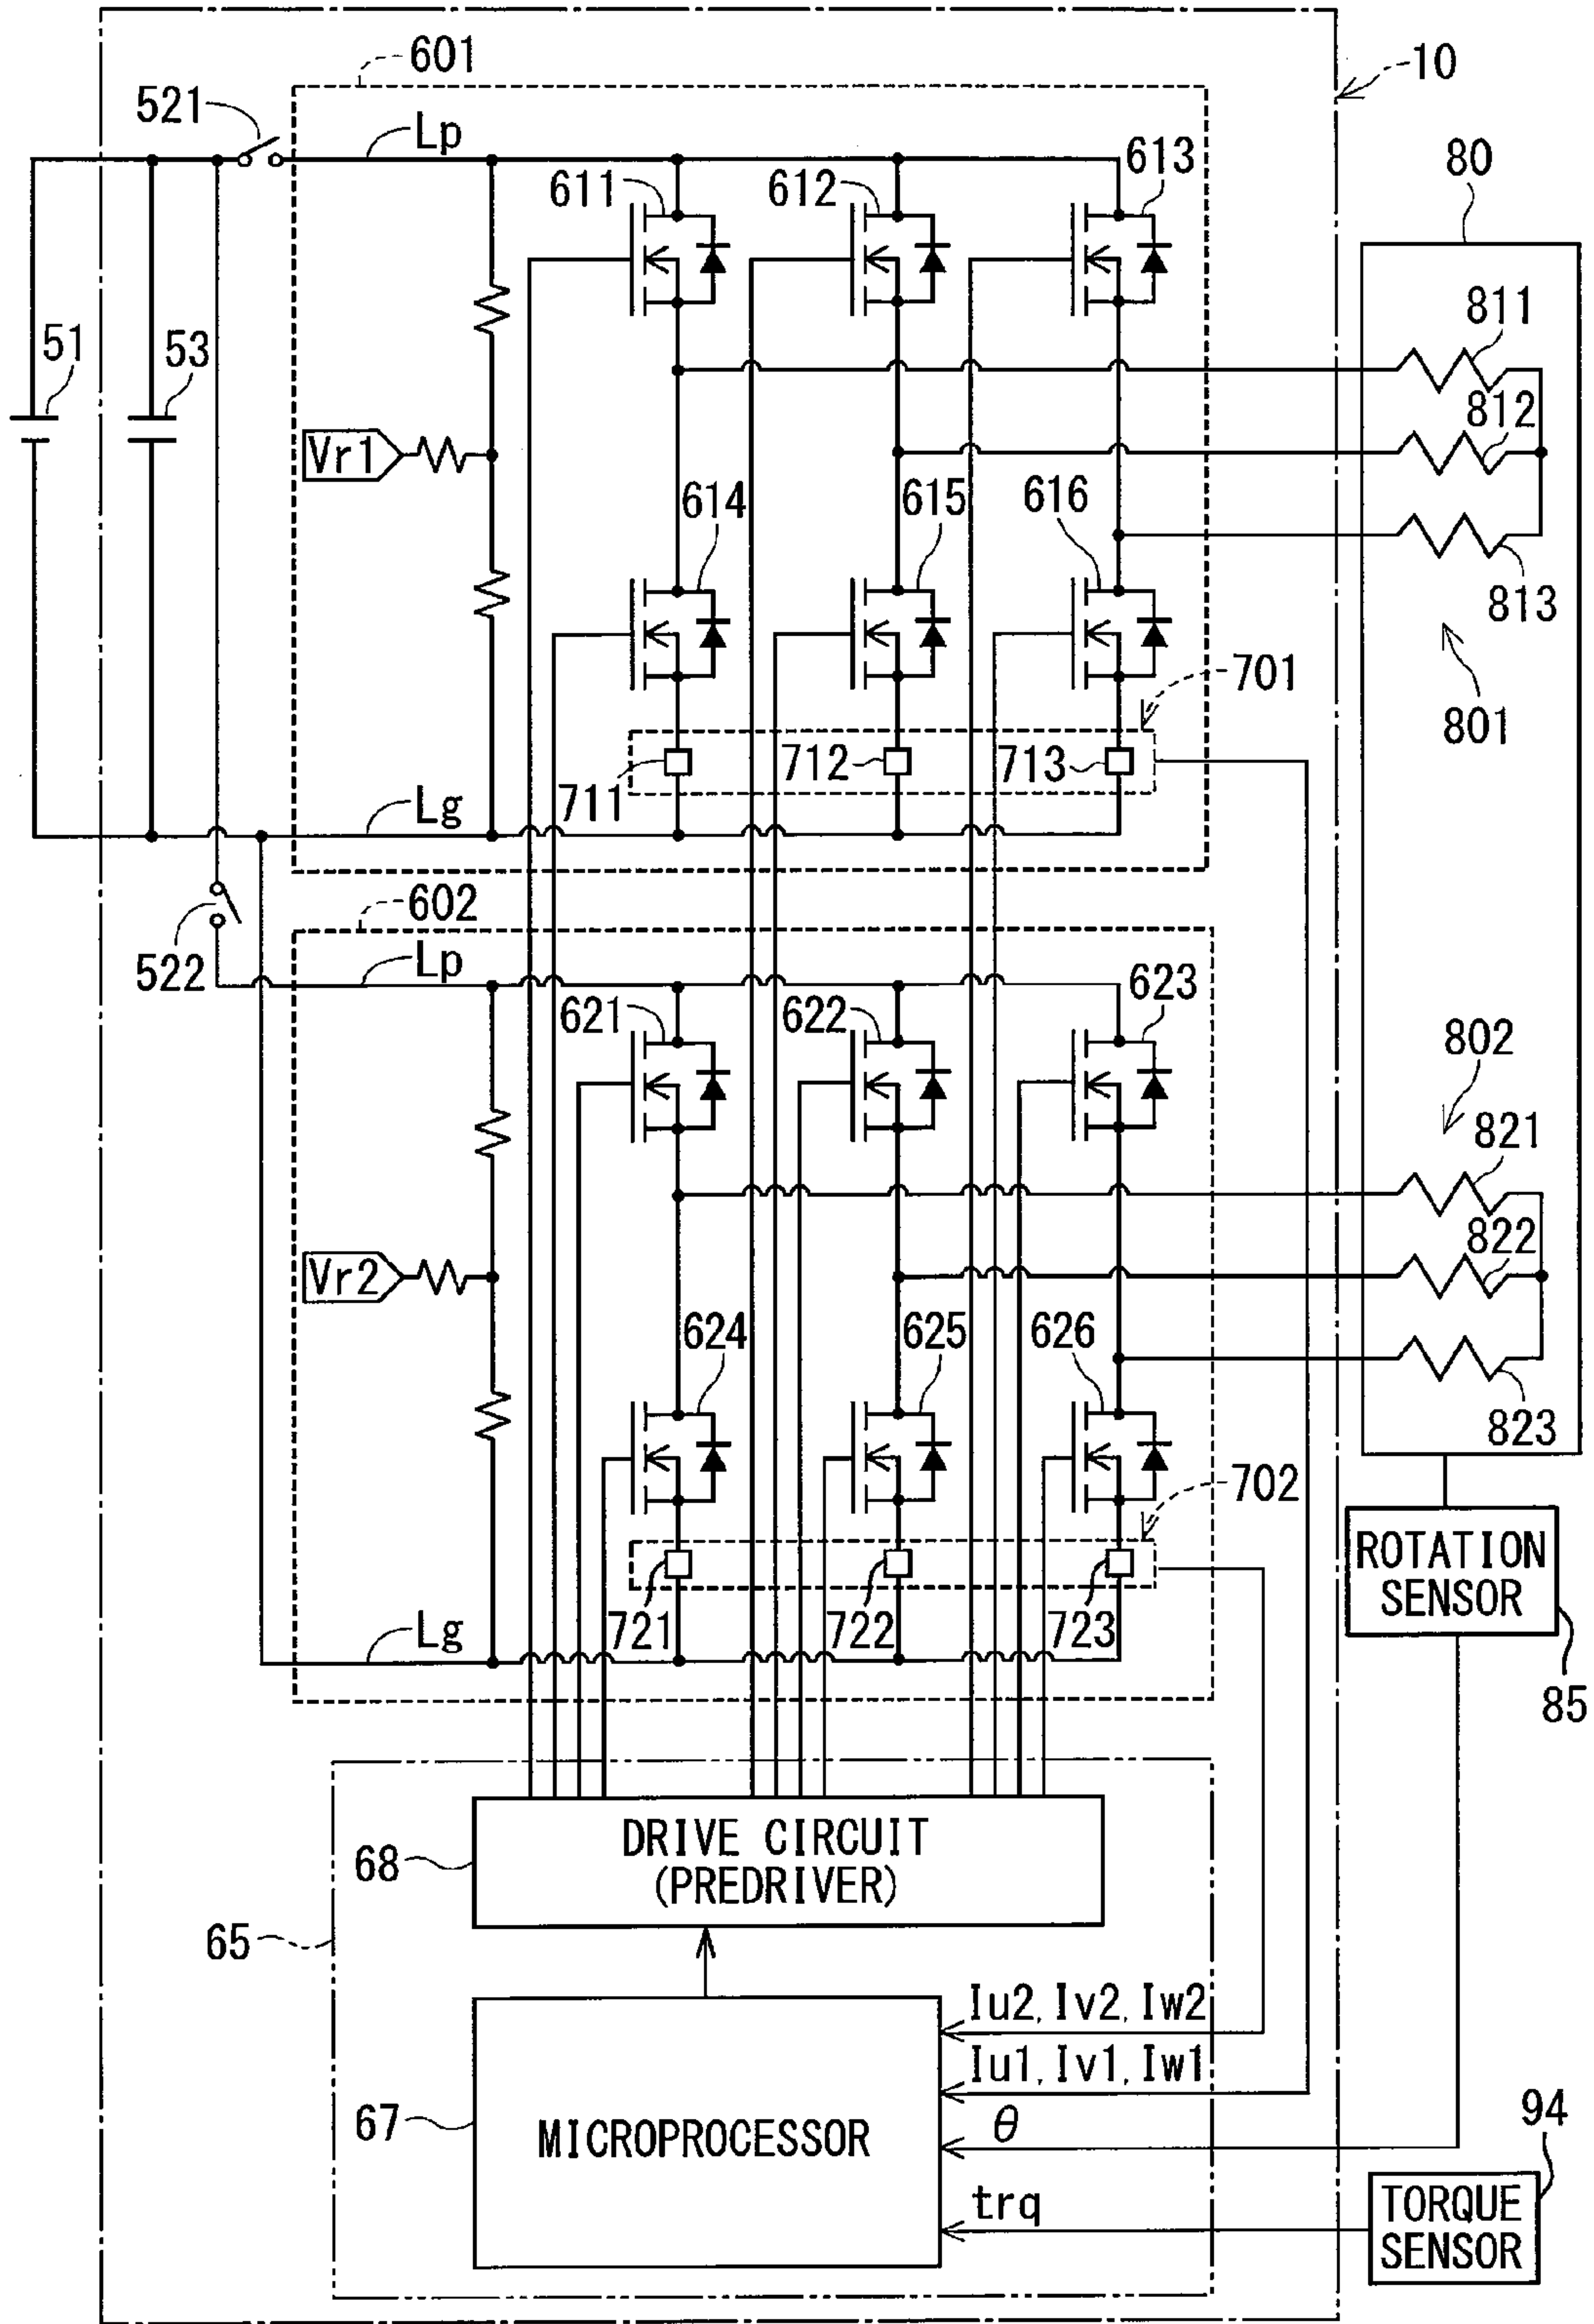 601
10
521
Lp
613
80
611
612
811
51
53
812
Vr1
614
615
616
813
701
801
712
713
711
Lg
602
522
Lp
621
622
623
802
821
822
Vr2
624
625
626
823
702
ROTATION
SENSOR
721
722
723
Lg
85
DRIVE CIRCUIT
(PREDRIVER)
68
65
Iu2, Iv2, Iw2
Iu1, Iv1, Iw1
67
MICROPROCESSOR
θ
94
trq
TORQUE
SENSOR